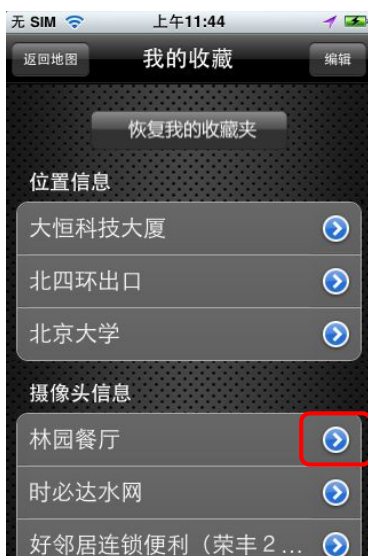 无 SIM 上午11:44
返回地图 我的收藏 编辑
恢复我的收藏夹
位置信息
大恒科技大厦
北四环出口
北京大学
摄像头信息
林园餐厅
时必达水网
好邻居连锁便利（荣丰２...